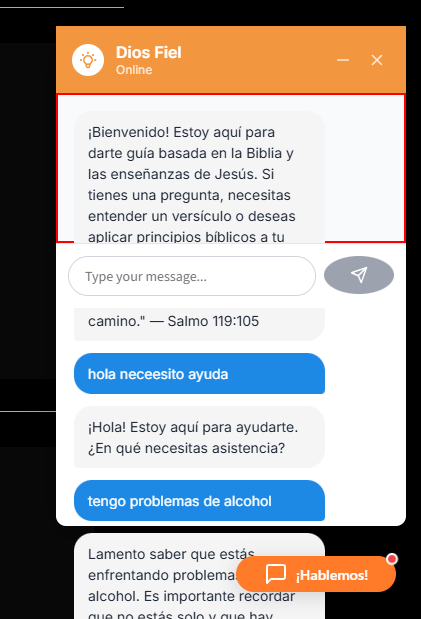 Dios Fiel
Online
¡Bienvenido! Estoy aquí para
darte guía basada en la Biblia y
las enseñanzas de Jesús. Si
tienes una pregunta, necesitas
entender un versículo o deseas
aplicar principios bíblicos a tu
Type your message...
camino." — Salmo 119:105
hola neceesito ayuda
¡Hola! Estoy aquí para ayudarte.
¿En qué necesitas asistencia?
tengo problemas de alcohol
Lamento saber que estás
enfrentando problemas
¡Hablemos!
alcohol. Es importante recordar
que no estás solo y que hay